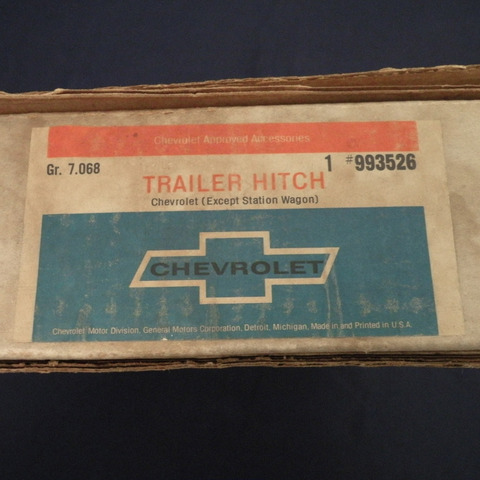 Chevrolet Approved Accessories
Gr. 7.068
1 #993526
TRAILER HITCH
Chevrolet (Except Station Wagon)
CHEVROLET
Chevrolet Motor Division, General Motors Corporation, Detroit, Michigan. Made in and Printed in U.S.A.